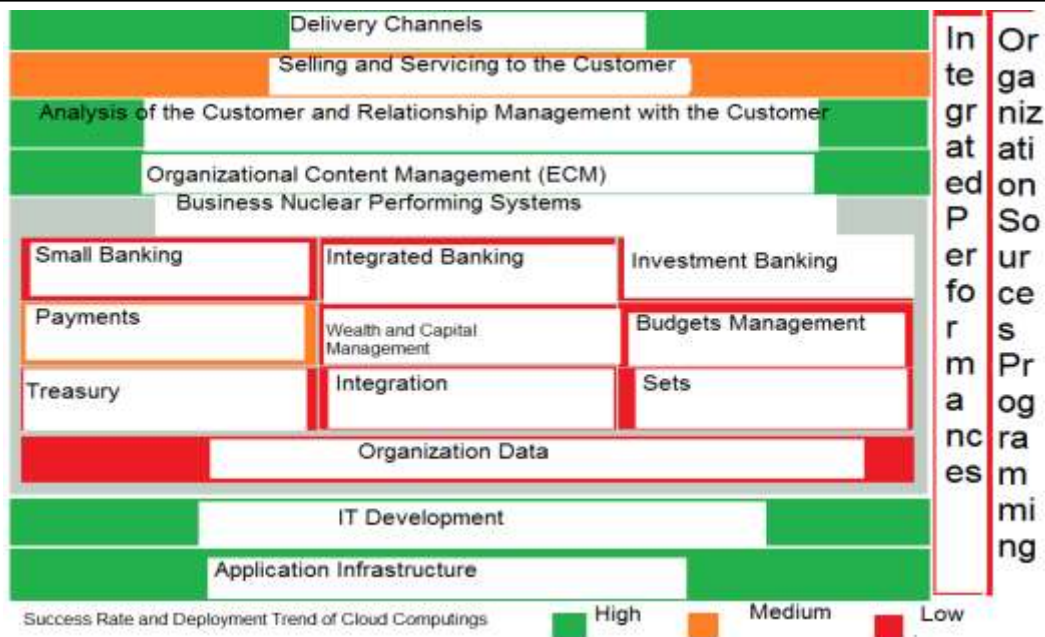 Delivery Channels
Selling and Servicing to the Customer
Analysis of the Customer and Relationship Management with the Customer
Organizational Content Management (ECM)
Business Nuclear Performing Systems
Small Banking
Integrated Banking
Investment Banking
Payments
Wealth and Capital
Management
Budgets Management
Treasury
Integration
Sets
Organization Data
IT Development
Application Infrastructure
In
te
gr
at
ed
P
er
fo
r
m
a
nc
es
Or
ga
niz
ati
on
So
ur
ce
s
Pr
og
ra
m
mi
ng
Success Rate and Deployment Trend of Cloud Computings
High
Medium
Low